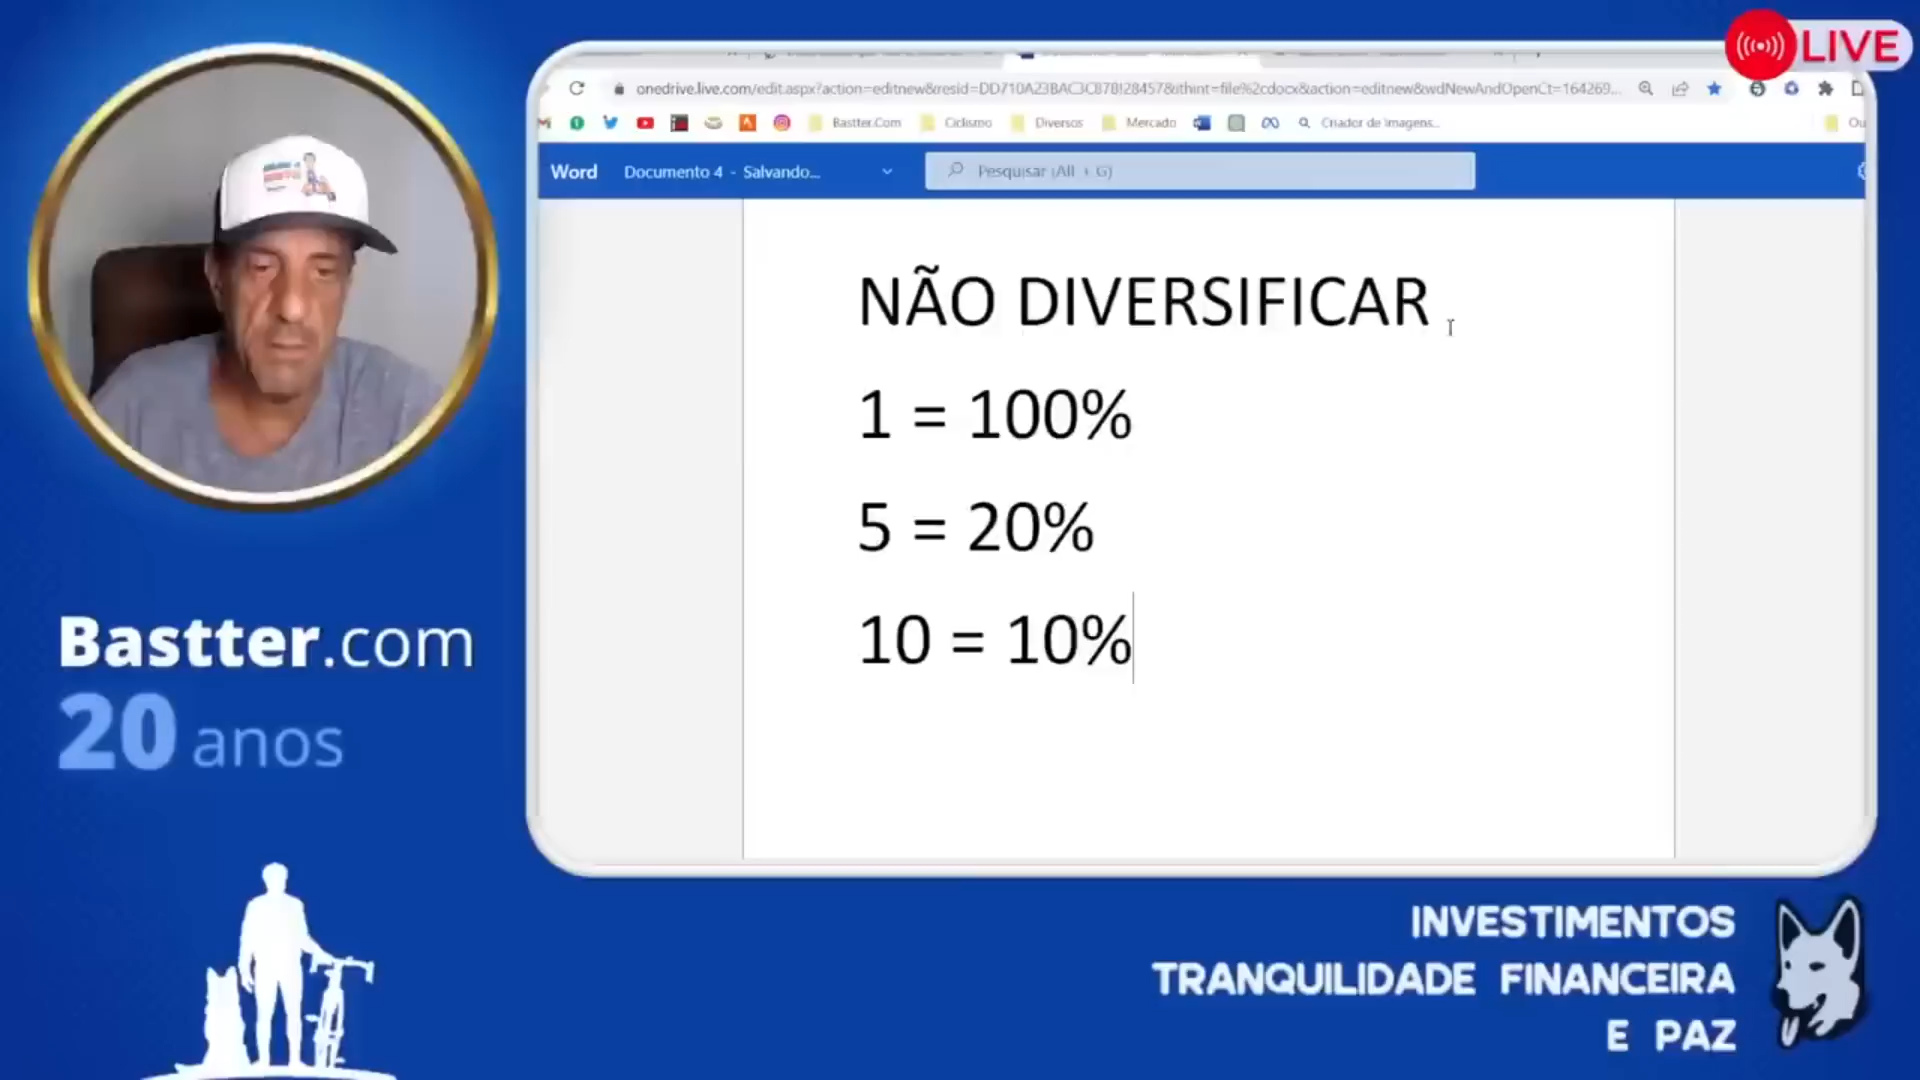 LIVE
onedrive.live.com/edit.aspx?action=editnew&resid=DD710A23BAC3C878!28457&ithint=file%2cdocx&action=editnew&wdNewAndOpenCt=164269...
Bastter.Com Ciclismo Diversos Mercado Criador de Imagens... Ou
Word Documento 4 - Salvando... Pesquisar (Alt + G)
NÃO DIVERSIFICAR
1 = 100%
5 = 20%
10 = 10%
Bastter.com
20 anos
INVESTIMENTOS
TRANQUILIDADE FINANCEIRA
E PAZ